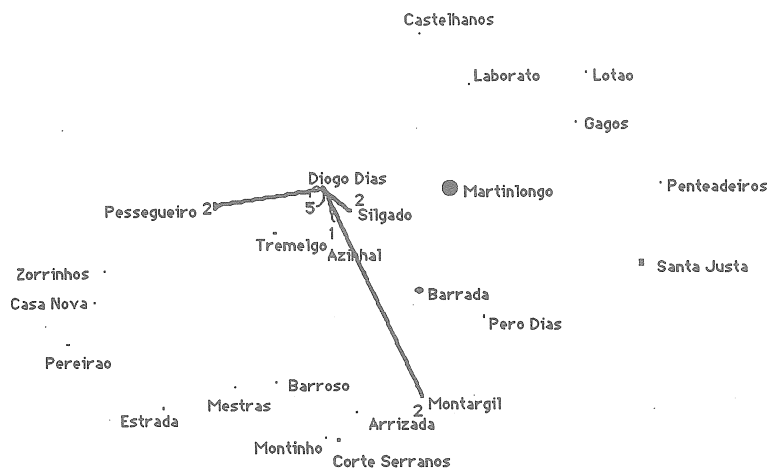 Castelhanos
Laborato
Lotao
Gagos
Diogo Dias
Penteadeiros
Martinlongo
Pessegueiro 2
5
2
Silgado
1
Tremelgo
Azinhal
Santa Justa
Zorrinhos
Casa Nova
Barrada
Pero Dias
Pereirao
Barroso
Mestras
2
Montargil
Estrada
Arrizada
Montinho
Corte Serranos